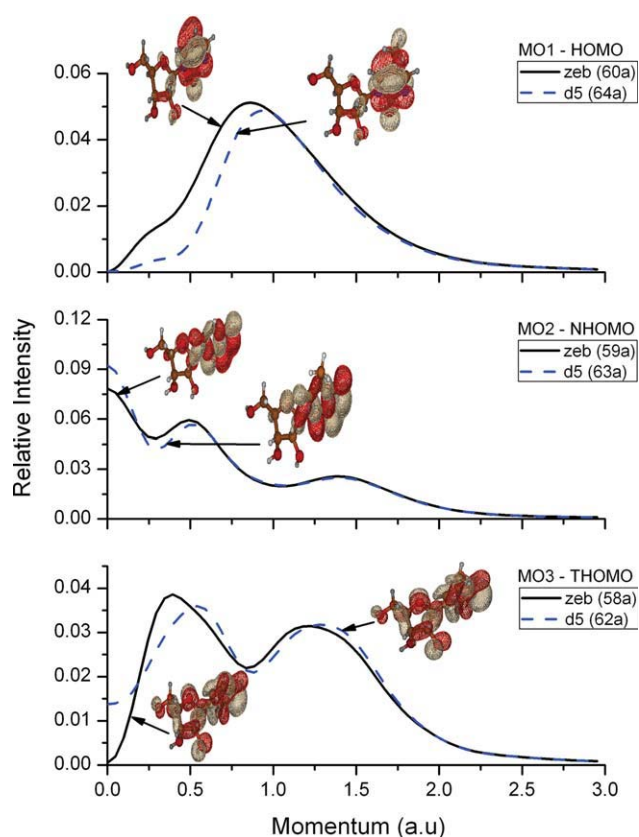 MO1 - HOMO
zeb (60a)
d5 (64a)
0.06
0.04
0.02
0.00
MO2 - NHOMO
zeb (59a)
d5 (63a)
0.12
0.09
0.06
0.03
0.00
Relative Intensity
MO3 - THOMO
zeb (58a)
d5 (62a)
0.04
0.03
0.02
0.01
0.00
0.0 0.5 1.0 1.5 2.0 2.5 3.0
Momentum (a.u)